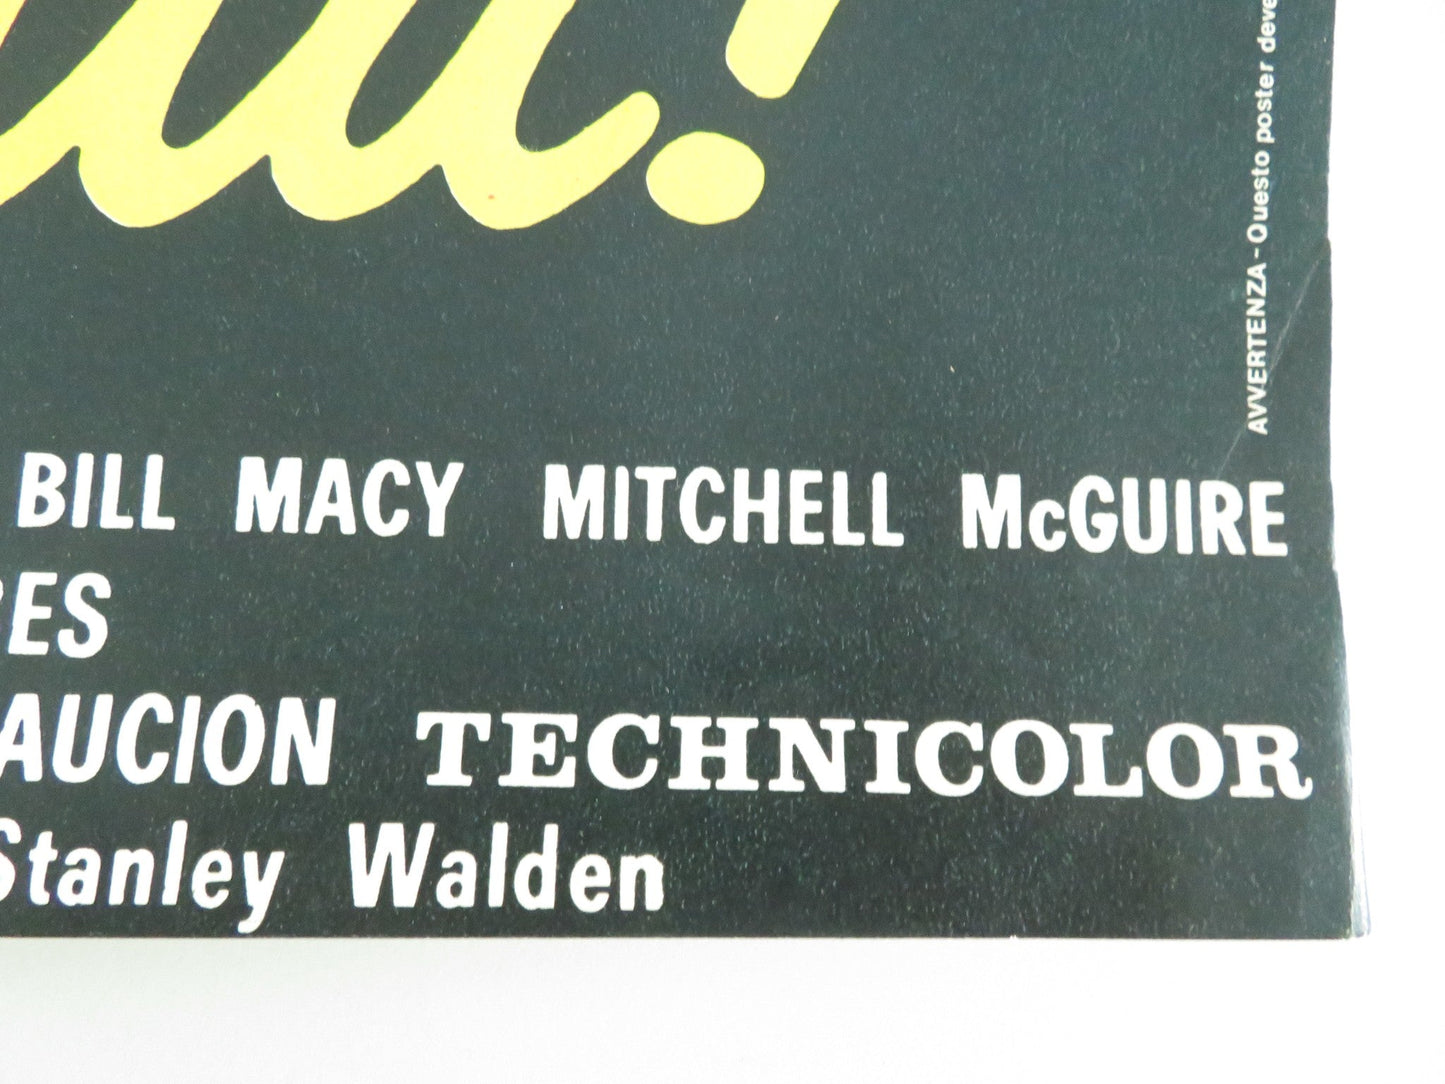 !
BILL MACY MITCHELL McGUIRE
ES
AUCION TECHNICOLOR
Stanley Walden
AVVERTENZA - Questo poster deve